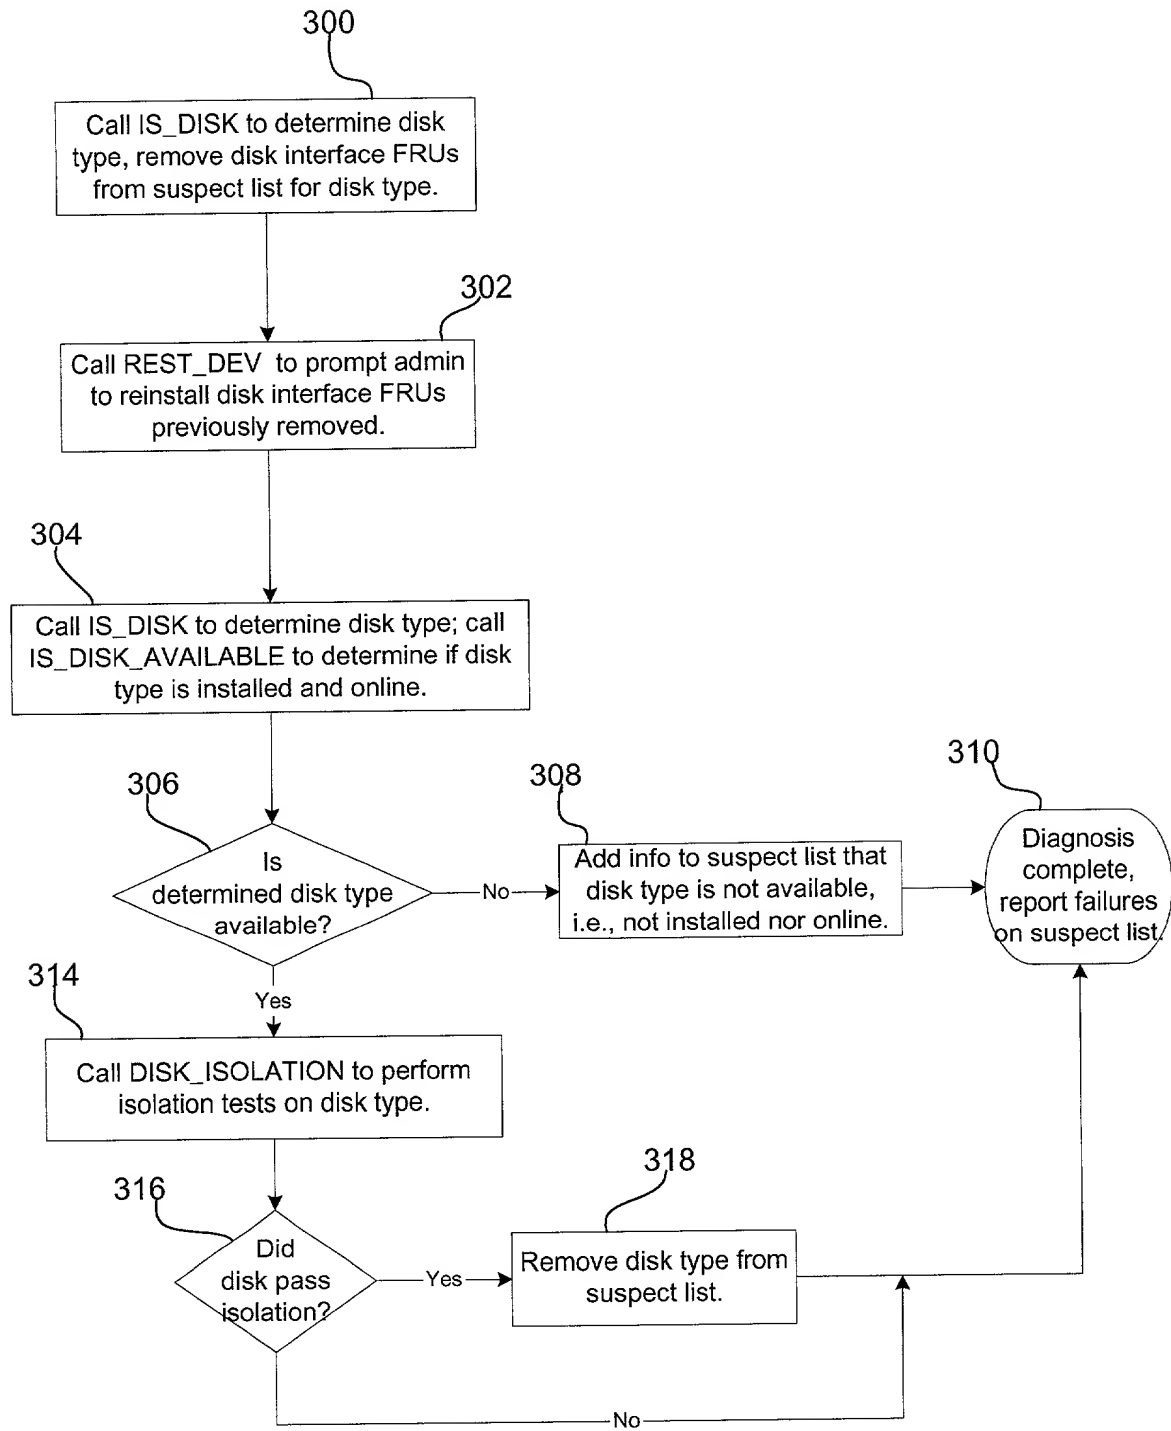 300
Call IS_DISK to determine disk
type, remove disk interface FRUs
from suspect list for disk type.
302
Call REST_DEV to prompt admin
to reinstall disk interface FRUs
previously removed.
304
Call IS_DISK to determine disk type; call
IS_DISK_AVAILABLE to determine if disk
type is installed and online.
306
Is
determined disk type
available?
No
308
Add info to suspect list that
disk type is not available,
i.e., not installed nor online.
310
Diagnosis
complete,
report failures
on suspect list.
Yes
314
Call DISK_ISOLATION to perform
isolation tests on disk type.
316
Did
disk pass
isolation?
Yes
318
Remove disk type from
suspect list.
No